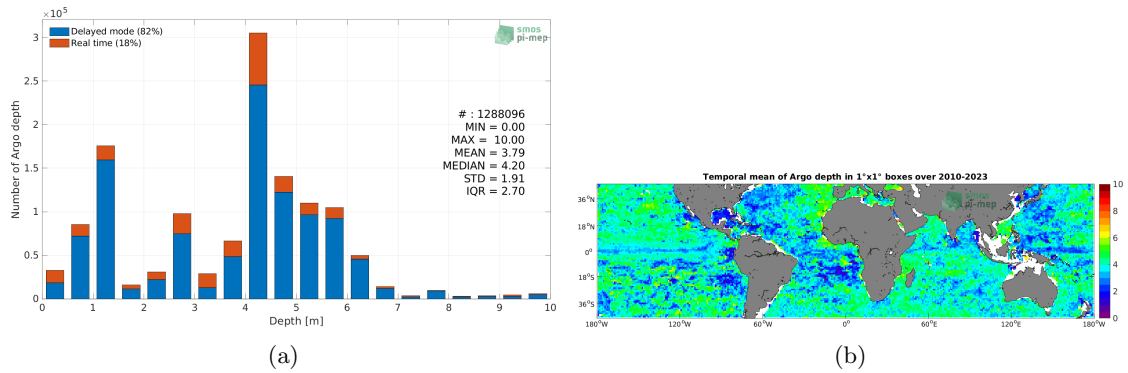 ×10^5
Delayed mode (82%)
Real time (18%)
smos
pi-mep
3
2.5
2
1.5
1
0.5
0
Number of Argo depth
# : 1288096
MIN = 0.00
MAX = 10.00
MEAN = 3.79
MEDIAN = 4.20
STD = 1.91
IQR = 2.70
0 1 2 3 4 5 6 7 8 9 10
Depth [m]
(a)
Temporal mean of Argo depth in 1°x1° boxes over 2010-2023
smos
pi-mep
36°N
18°N
0°
18°S
36°S
180°W 120°W 60°W 0° 60°E 120°E 180°W
10
8
6
4
2
0
(b)